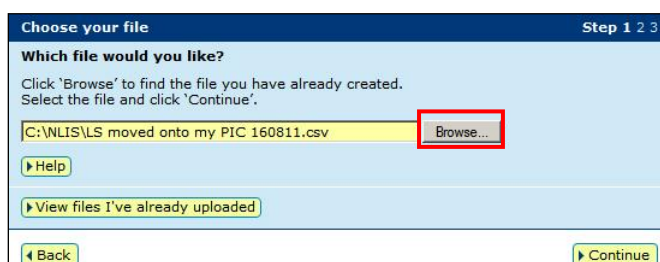 Choose your file Step 1 2 3
Which file would you like?
Click `Browse' to find the file you have already created.
Select the file and click `Continue'.
C:\NLIS\LS moved onto my PIC 160811.csv Browse...
Help
View files I've already uploaded
Back Continue